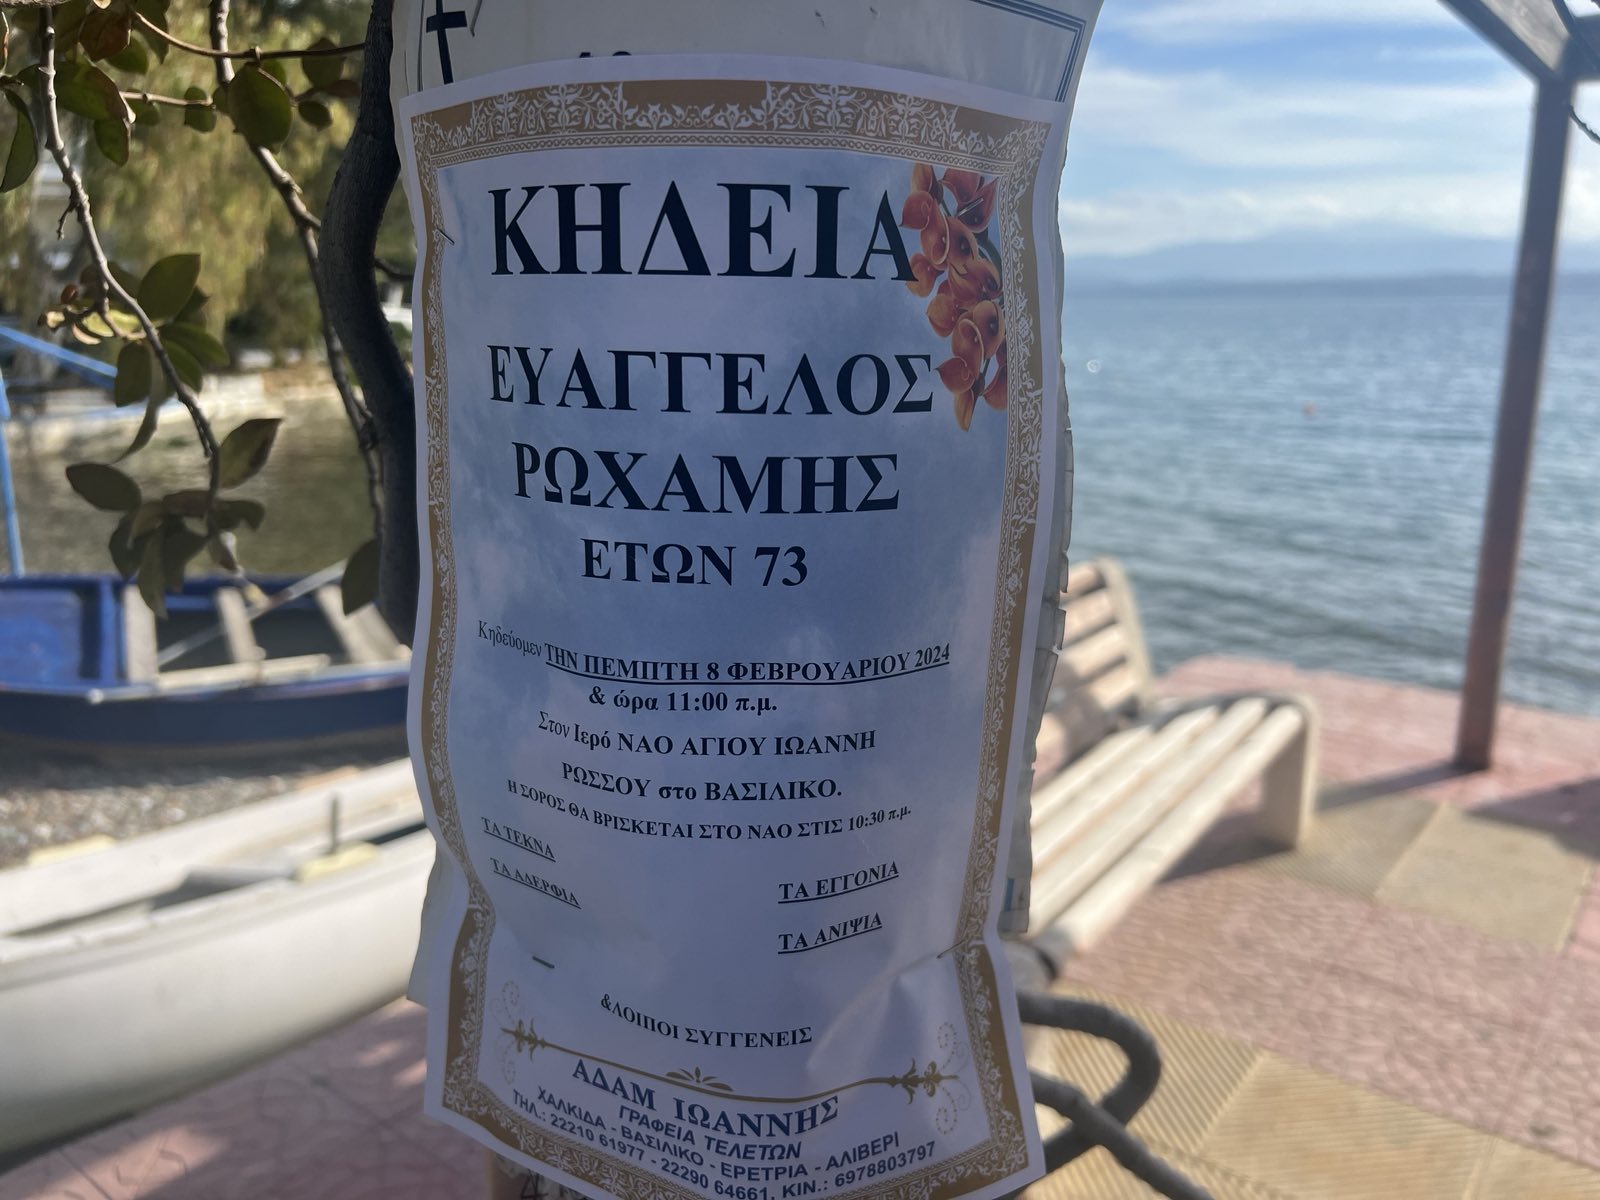 ΚΗΔΕΙΑ
ΕΥΑΓΓΕΛΟΣ
ΡΩΧΑΜΗΣ
ΕΤΩΝ 73
Κηδεύομεν ΤΗΝ ΠΕΜΠΤΗ 8 ΦΕΒΡΟΥΑΡΙΟΥ 2024
& ώρα 11:00 π.μ.
Στον Ιερό ΝΑΟ ΑΓΙΟΥ ΙΩΑΝΝΗ
ΡΩΣΣΟΥ στο ΒΑΣΙΛΙΚΟ.
Η ΣΟΡΟΣ ΘΑ ΒΡΙΣΚΕΤΑΙ ΣΤΟ ΝΑΟ ΣΤΙΣ 10:30 π.μ.
ΤΑ ΤΕΚΝΑ
ΤΑ ΑΔΕΡΦΙΑ
ΤΑ ΕΓΓΟΝΙΑ
ΤΑ ΑΝΙΨΙΑ
&ΛΟΙΠΟΙ ΣΥΓΓΕΝΕΙΣ
ΑΔΑΜ ΙΩΑΝΝΗΣ
ΓΡΑΦΕΙΑ ΤΕΛΕΤΩΝ
ΧΑΛΚΙΔΑ - ΒΑΣΙΛΙΚΟ - ΕΡΕΤΡΙΑ - ΑΛΙΒΕΡΙ
ΤΗΛ.: 22210 61977 - 22290 64661, ΚΙΝ.: 6978803797